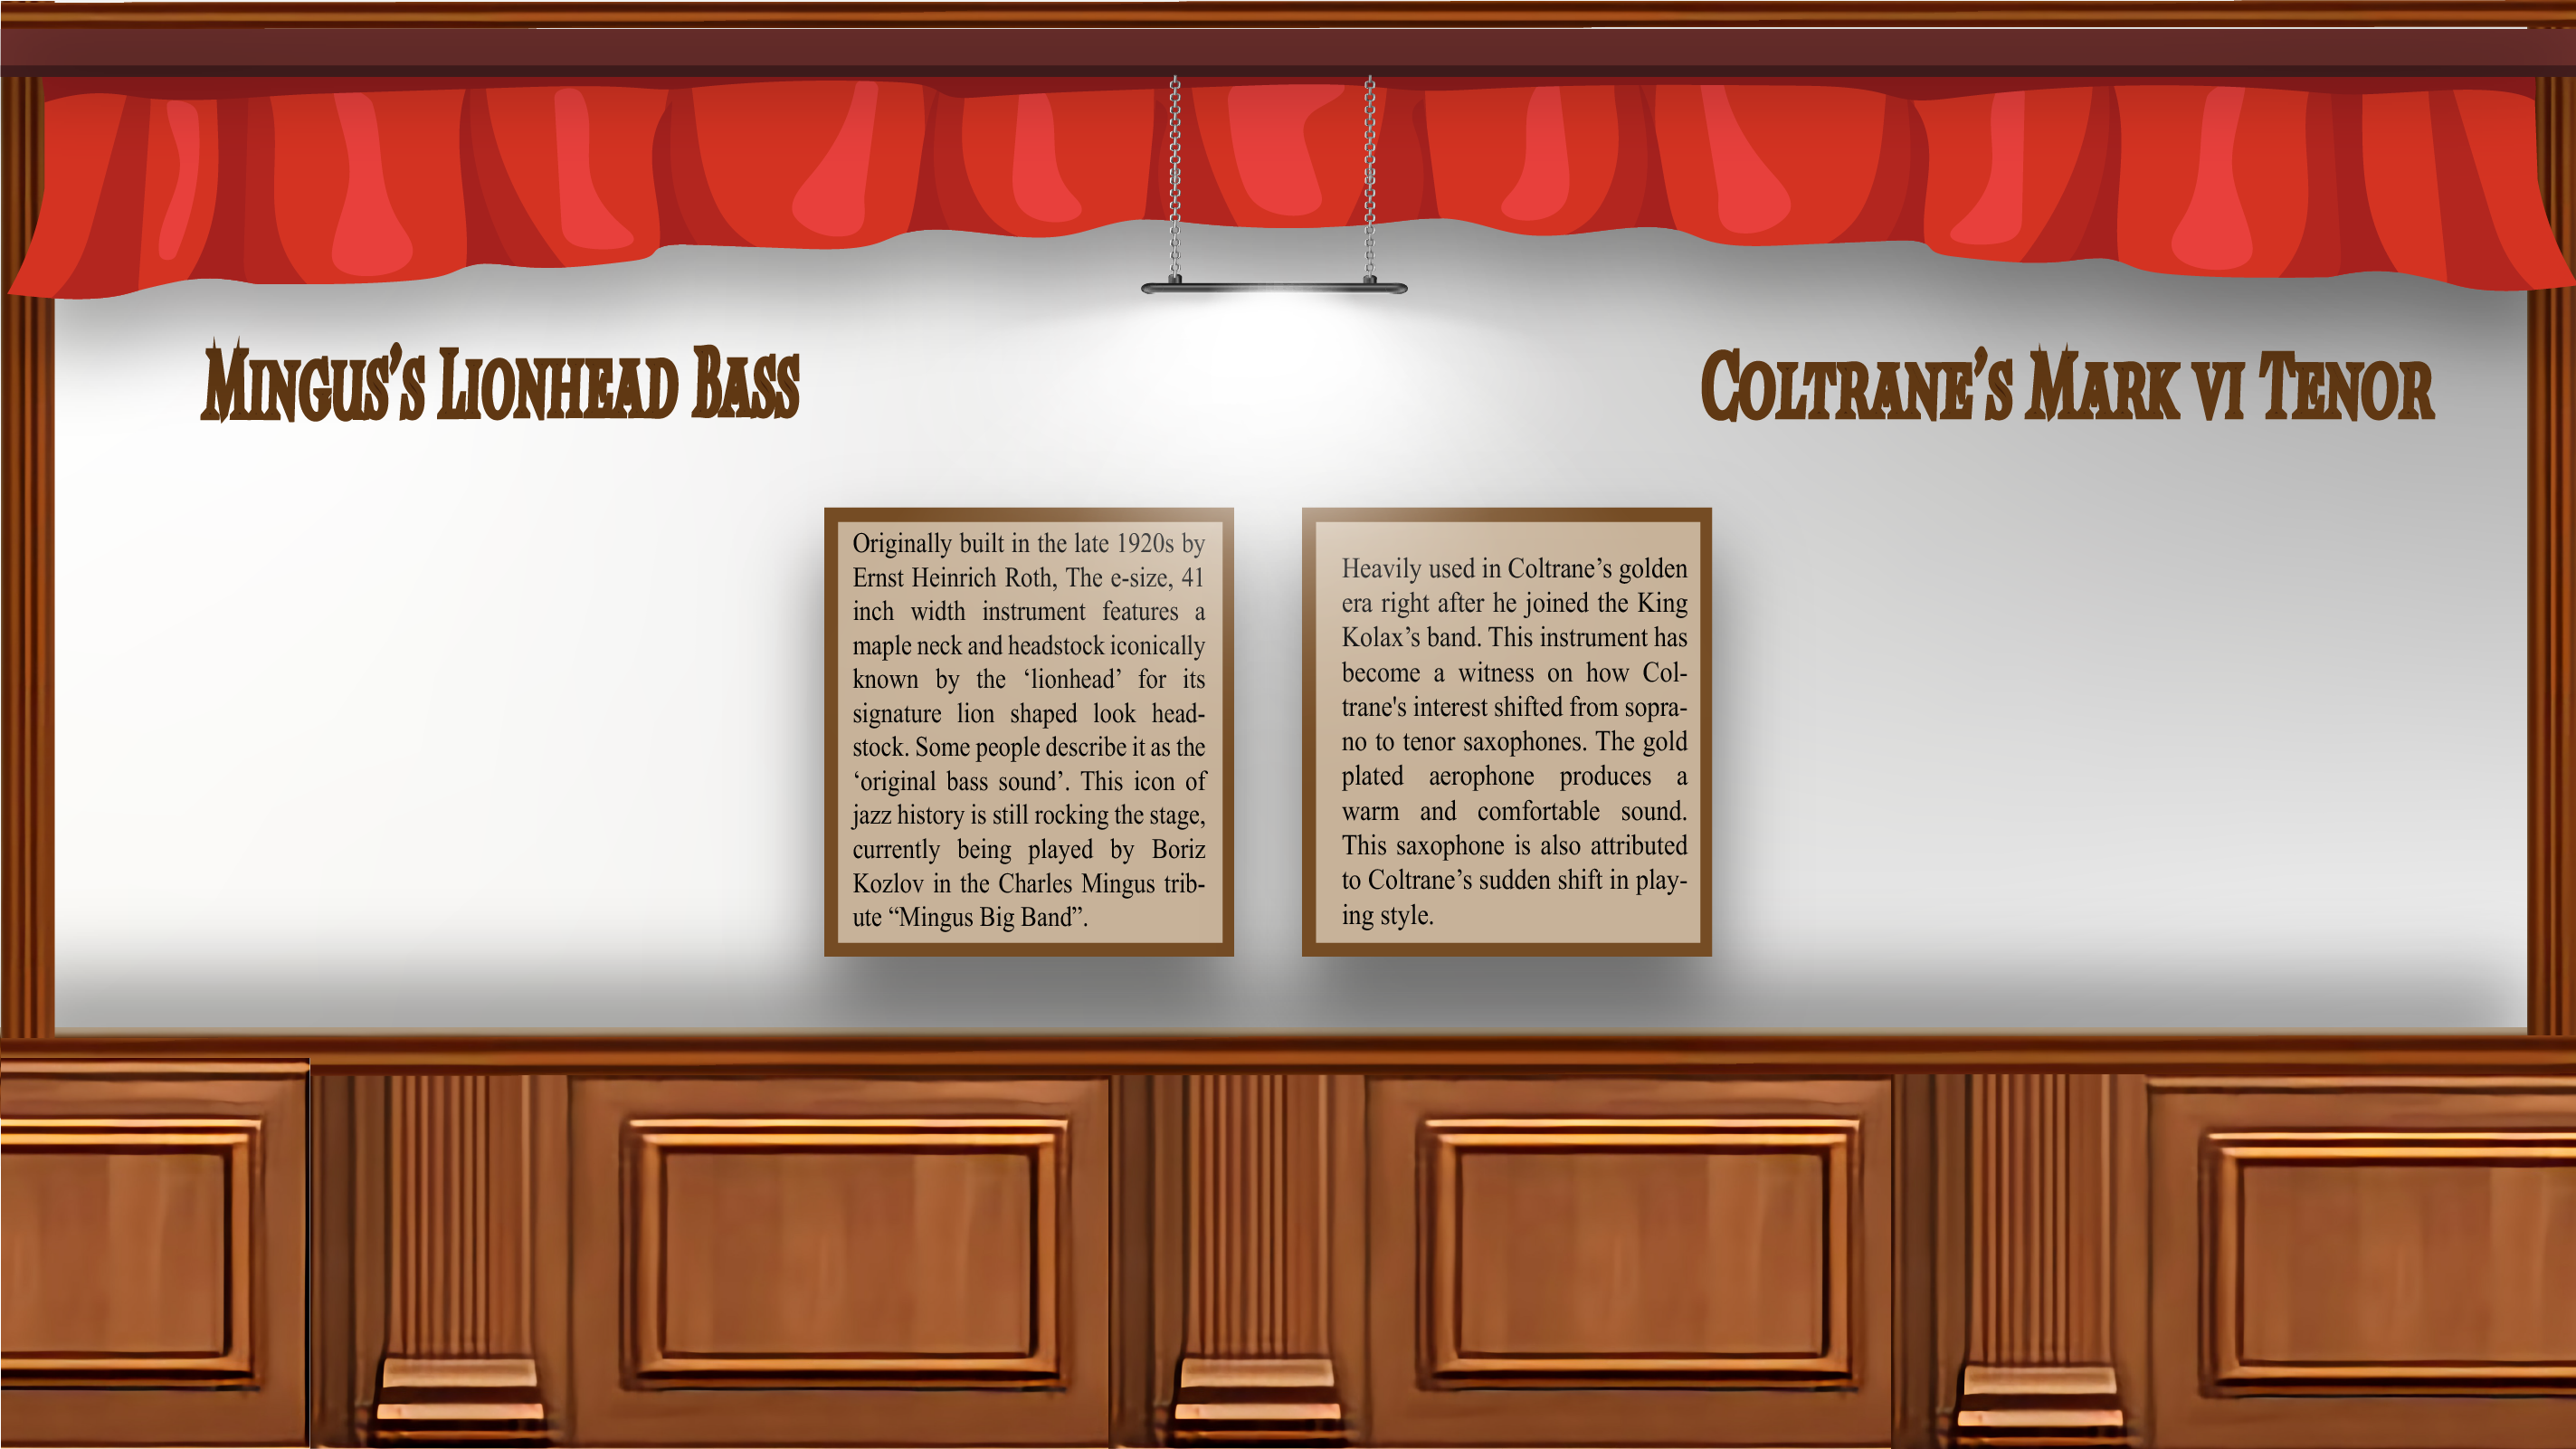 Mingus’s Lionhead Bass
Coltrane’s Mark VI Tenor
Originally built in the late 1920s by
Ernst Heinrich Roth, The e-size, 41
inch width instrument features a
maple neck and headstock iconically
known by the ‘lionhead’ for its
signature lion shaped look head-
stock. Some people describe it as the
‘original bass sound’. This icon of
jazz history is still rocking the stage,
currently being played by Boriz
Kozlov in the Charles Mingus trib-
ute “Mingus Big Band”.
Heavily used in Coltrane’s golden
era right after he joined the King
Kolax’s band. This instrument has
become a witness on how Col-
trane's interest shifted from sopra-
no to tenor saxophones. The gold
plated aerophone produces a
warm and comfortable sound.
This saxophone is also attributed
to Coltrane’s sudden shift in play-
ing style.